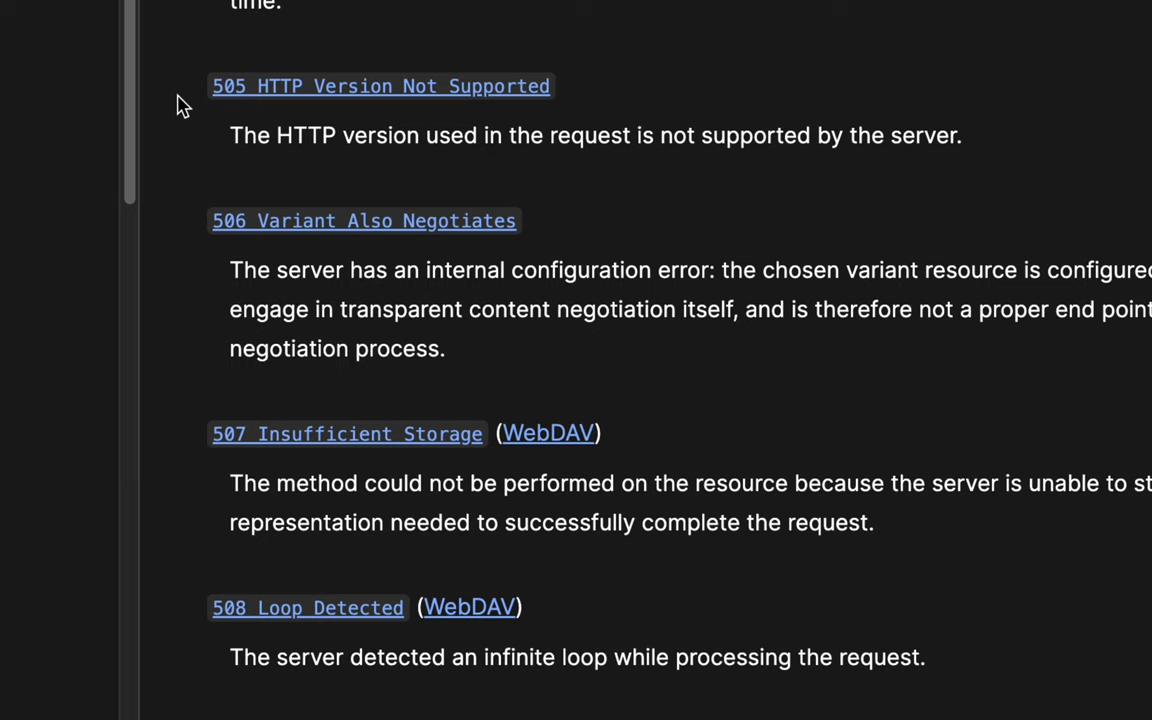 time.
505 HTTP Version Not Supported
The HTTP version used in the request is not supported by the server.
506 Variant Also Negotiates
The server has an internal configuration error: the chosen variant resource is configured
engage in transparent content negotiation itself, and is therefore not a proper end point
negotiation process.
507 Insufficient Storage (WebDAV)
The method could not be performed on the resource because the server is unable to st
representation needed to successfully complete the request.
508 Loop Detected (WebDAV)
The server detected an infinite loop while processing the request.